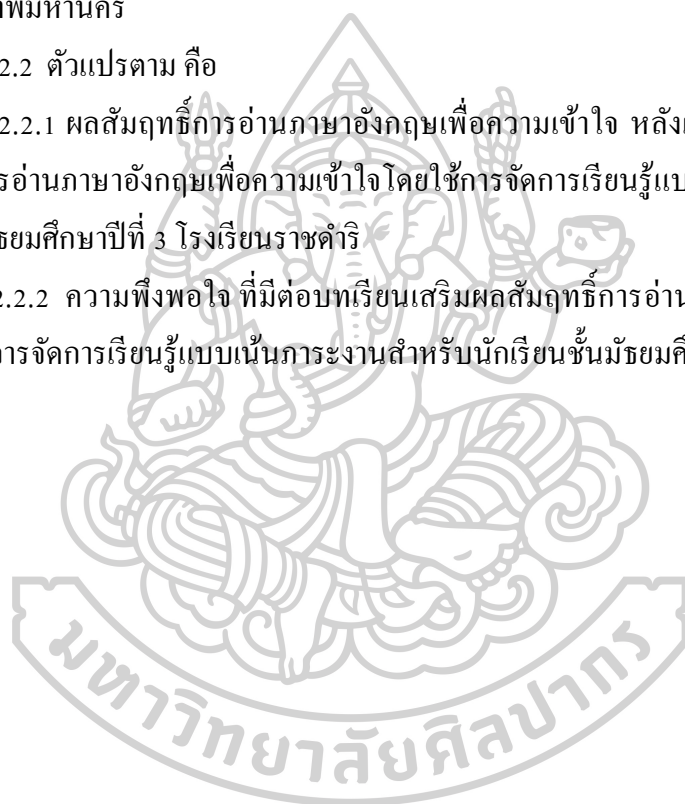 พมหานคร
2.2 ตัวแปรตาม คือ
2.2.1 ผลสัมฤทธิ์การอ่านภาษาอังกฤษเพื่อความเข้าใจ หลังเ
รอ่านภาษาอังกฤษเพื่อความเข้าใจโดยใช้การจัดการเรียนรู้แบ
ธยมศึกษาปีที่ 3 โรงเรียนราชดำริ
2.2.2 ความพึงพอใจ ที่มีต่อบทเรียนเสริมผลสัมฤทธิ์การอ่าน
ารจัดการเรียนรู้แบบเน้นภาระงานสำหรับนักเรียนชั้นมัธยมศึ
มหาวิทยาลัยศิลปากร